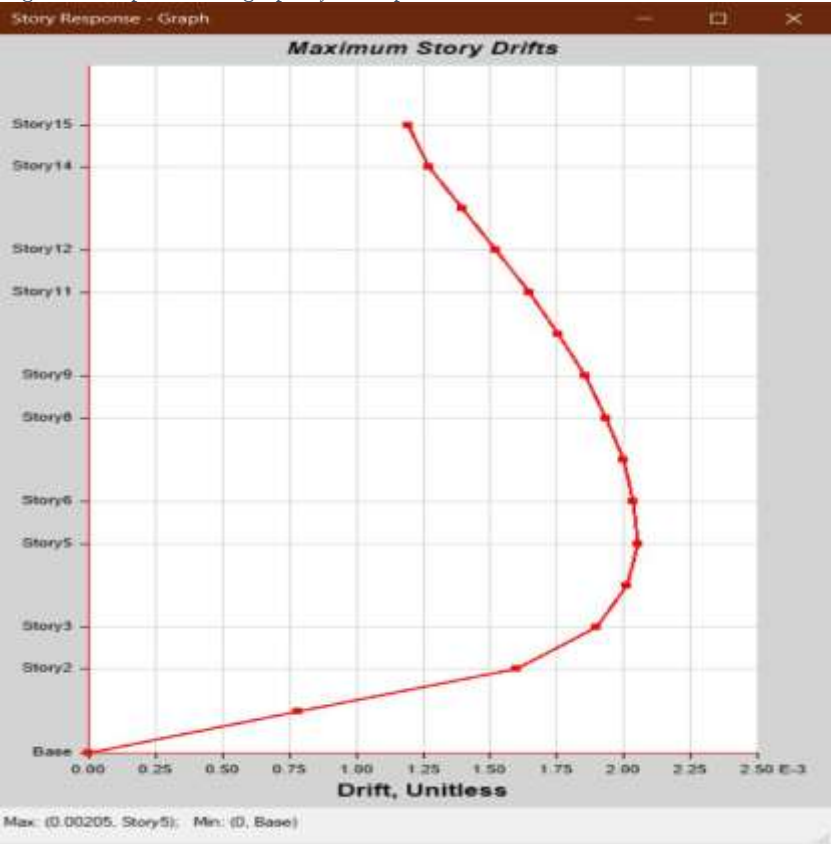 Story Response - Graph
Maximum Story Drifts
Story15
Story14
Story12
Story11
Story9
Story8
Story6
Story5
Story3
Story2
Base
0.00 0.25 0.50 0.75 1.00 1.25 1.50 1.75 2.00 2.25 2.50 E-3
Drift, Unitless
Max: (0.00205, Story5); Min: (0, Base)